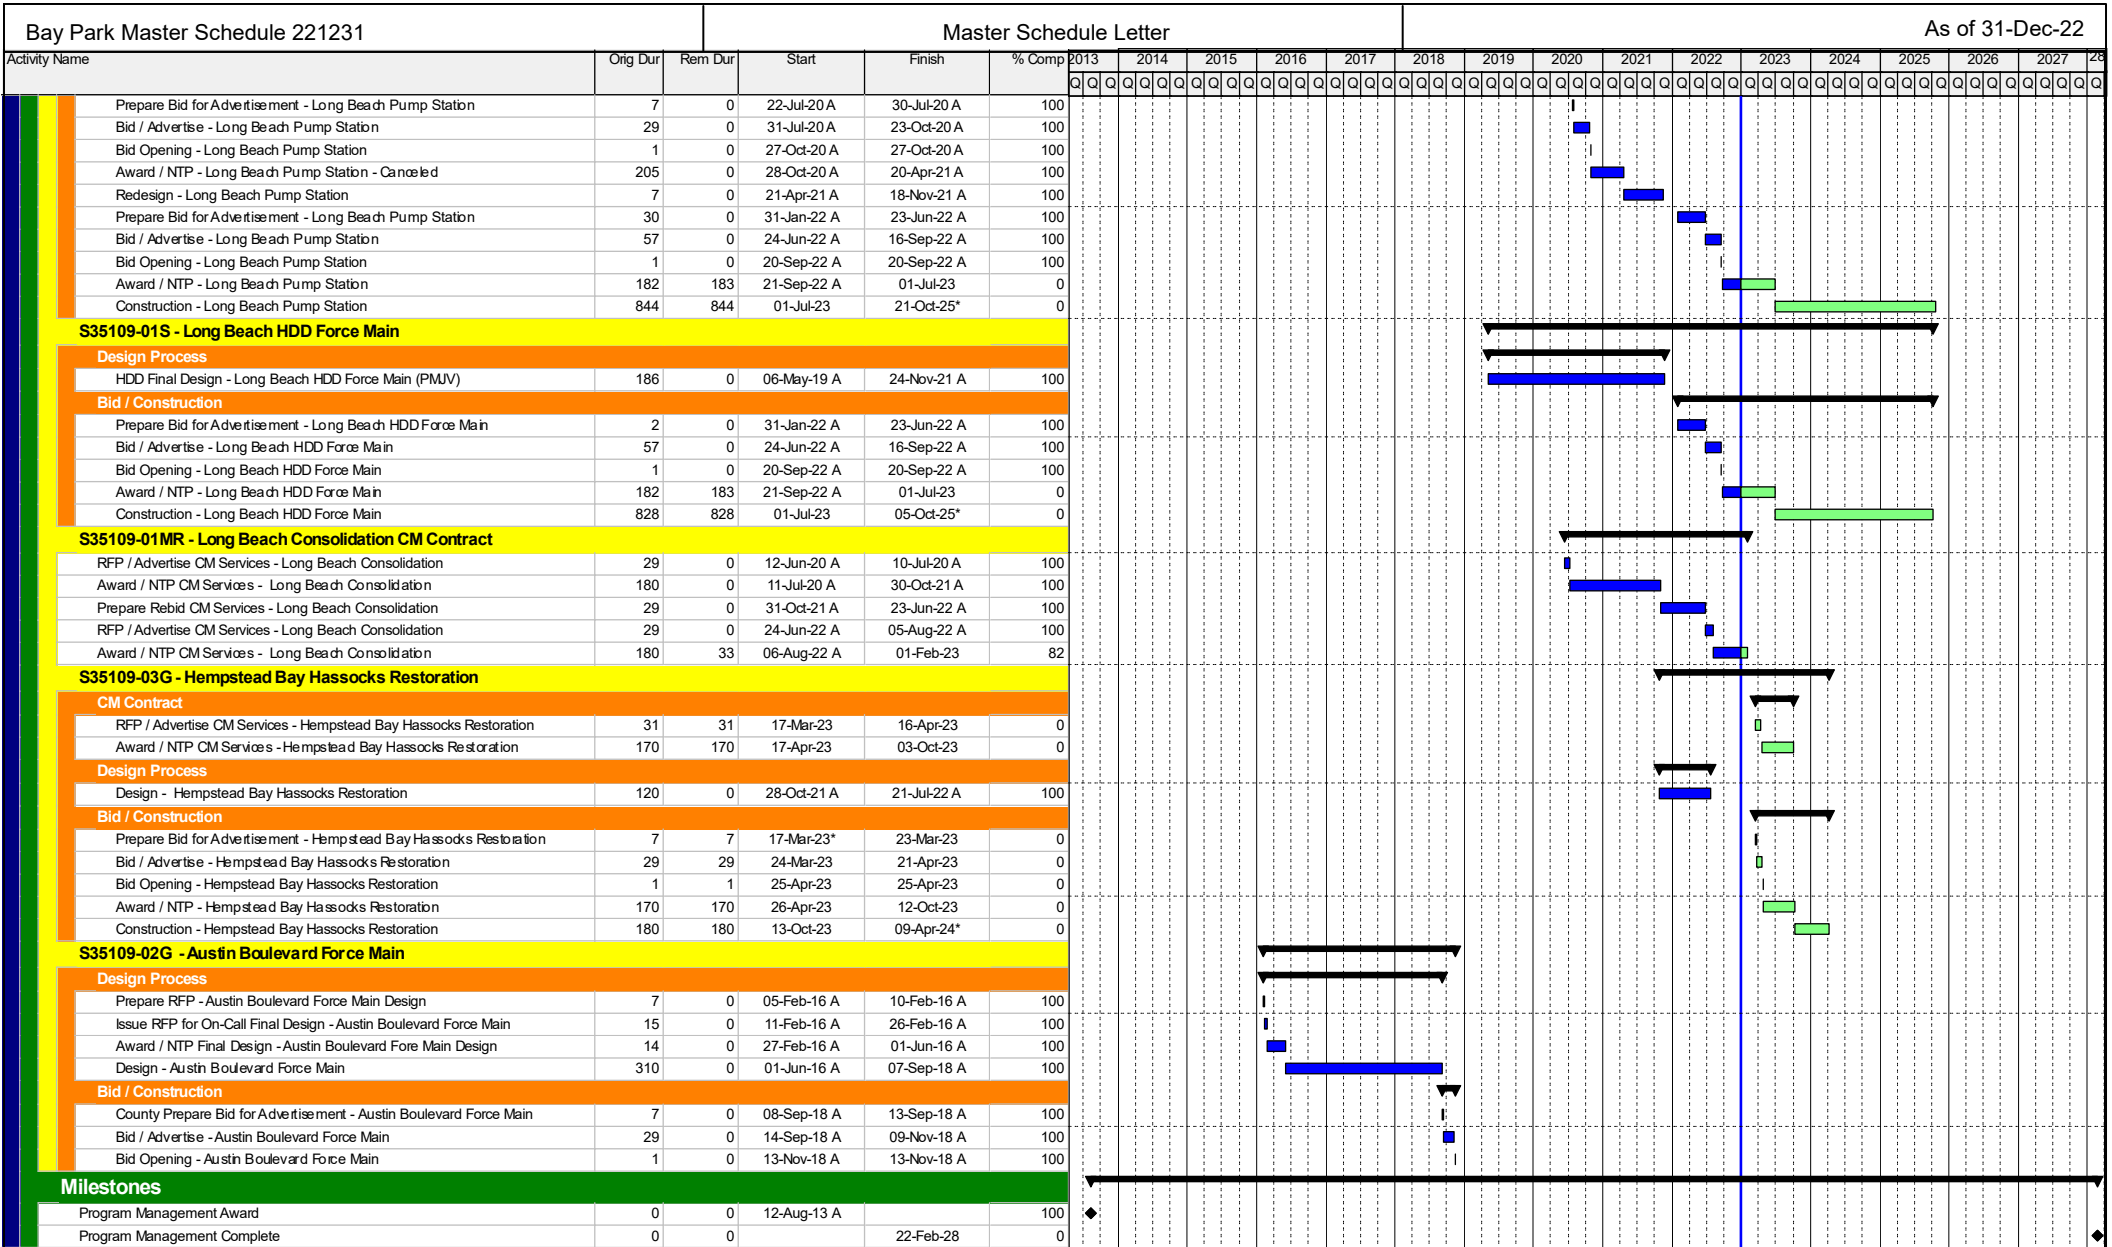 Bay Park Master Schedule 221231 Master Schedule Letter As of 31-Dec-22
Activity Name Orig Dur Rem Dur Start Finish % Comp 2013 2014 2015 2016 2017 2018 2019 2020 2021 2022 2023 2024 2025 2026 2027 28
Q Q Q Q Q Q Q Q Q Q Q Q Q Q Q Q Q Q Q Q Q Q Q Q Q Q Q Q Q Q Q Q Q Q Q Q Q Q Q Q Q Q Q Q Q Q Q Q Q Q Q Q Q Q Q Q Q Q Q Q
Prepare Bid for Advertisement - Long Beach Pump Station 7 0 22-Jul-20 A 30-Jul-20 A 100
Bid / Advertise - Long Beach Pump Station 29 0 31-Jul-20 A 23-Oct-20 A 100
Bid Opening - Long Beach Pump Station 1 0 27-Oct-20 A 27-Oct-20 A 100
Award / NTP - Long Beach Pump Station - Canceled 205 0 28-Oct-20 A 20-Apr-21 A 100
Redesign - Long Beach Pump Station 7 0 21-Apr-21 A 18-Nov-21 A 100
Prepare Bid for Advertisement - Long Beach Pump Station 30 0 31-Jan-22 A 23-Jun-22 A 100
Bid / Advertise - Long Beach Pump Station 57 0 24-Jun-22 A 16-Sep-22 A 100
Bid Opening - Long Beach Pump Station 1 0 20-Sep-22 A 20-Sep-22 A 100
Award / NTP - Long Beach Pump Station 182 183 21-Sep-22 A 01-Jul-23 0
Construction - Long Beach Pump Station 844 844 01-Jul-23 21-Oct-25* 0
S35109-01S - Long Beach HDD Force Main
Design Process
HDD Final Design - Long Beach HDD Force Main (PMJV) 186 0 06-May-19 A 24-Nov-21 A 100
Bid / Construction
Prepare Bid for Advertisement - Long Beach HDD Force Main 2 0 31-Jan-22 A 23-Jun-22 A 100
Bid / Advertise - Long Beach HDD Force Main 57 0 24-Jun-22 A 16-Sep-22 A 100
Bid Opening - Long Beach HDD Force Main 1 0 20-Sep-22 A 20-Sep-22 A 100
Award / NTP - Long Beach HDD Force Main 182 183 21-Sep-22 A 01-Jul-23 0
Construction - Long Beach HDD Force Main 828 828 01-Jul-23 05-Oct-25* 0
S35109-01MR - Long Beach Consolidation CM Contract
RFP / Advertise CM Services - Long Beach Consolidation 29 0 12-Jun-20 A 10-Jul-20 A 100
Award / NTP CM Services - Long Beach Consolidation 180 0 11-Jul-20 A 30-Oct-21 A 100
Prepare Rebid CM Services - Long Beach Consolidation 29 0 31-Oct-21 A 23-Jun-22 A 100
RFP / Advertise CM Services - Long Beach Consolidation 29 0 24-Jun-22 A 05-Aug-22 A 100
Award / NTP CM Services - Long Beach Consolidation 180 33 06-Aug-22 A 01-Feb-23 82
S35109-03G - Hempstead Bay Hassocks Restoration
CM Contract
RFP / Advertise CM Services - Hempstead Bay Hassocks Restoration 31 31 17-Mar-23 16-Apr-23 0
Award / NTP CM Services - Hempstead Bay Hassocks Restoration 170 170 17-Apr-23 03-Oct-23 0
Design Process
Design - Hempstead Bay Hassocks Restoration 120 0 28-Oct-21 A 21-Jul-22 A 100
Bid / Construction
Prepare Bid for Advertisement - Hempstead Bay Hassocks Restoration 7 7 17-Mar-23* 23-Mar-23 0
Bid / Advertise - Hempstead Bay Hassocks Restoration 29 29 24-Mar-23 21-Apr-23 0
Bid Opening - Hempstead Bay Hassocks Restoration 1 1 25-Apr-23 25-Apr-23 0
Award / NTP - Hempstead Bay Hassocks Restoration 170 170 26-Apr-23 12-Oct-23 0
Construction - Hempstead Bay Hassocks Restoration 180 180 13-Oct-23 09-Apr-24* 0
S35109-02G - Austin Boulevard Force Main
Design Process
Prepare RFP - Austin Boulevard Force Main Design 7 0 05-Feb-16 A 10-Feb-16 A 100
Issue RFP for On-Call Final Design - Austin Boulevard Force Main 15 0 11-Feb-16 A 26-Feb-16 A 100
Award / NTP Final Design - Austin Boulevard Fore Main Design 14 0 27-Feb-16 A 01-Jun-16 A 100
Design - Austin Boulevard Force Main 310 0 01-Jun-16 A 07-Sep-18 A 100
Bid / Construction
County Prepare Bid for Advertisement - Austin Boulevard Force Main 7 0 08-Sep-18 A 13-Sep-18 A 100
Bid / Advertise - Austin Boulevard Force Main 29 0 14-Sep-18 A 09-Nov-18 A 100
Bid Opening - Austin Boulevard Force Main 1 0 13-Nov-18 A 13-Nov-18 A 100
Milestones
Program Management Award 0 0 12-Aug-13 A 100
Program Management Complete 0 0 22-Feb-28 0